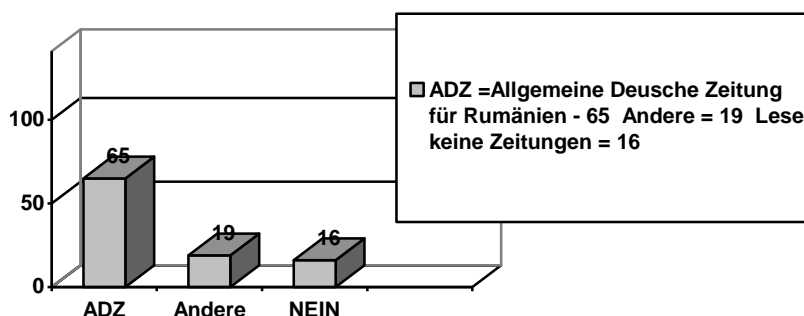 ADZ =Allgemeine Deusche Zeitung
für Rumänien - 65 Andere = 19 Lese
keine Zeitungen = 16
100
50
0
65
19
16
ADZ Andere NEIN